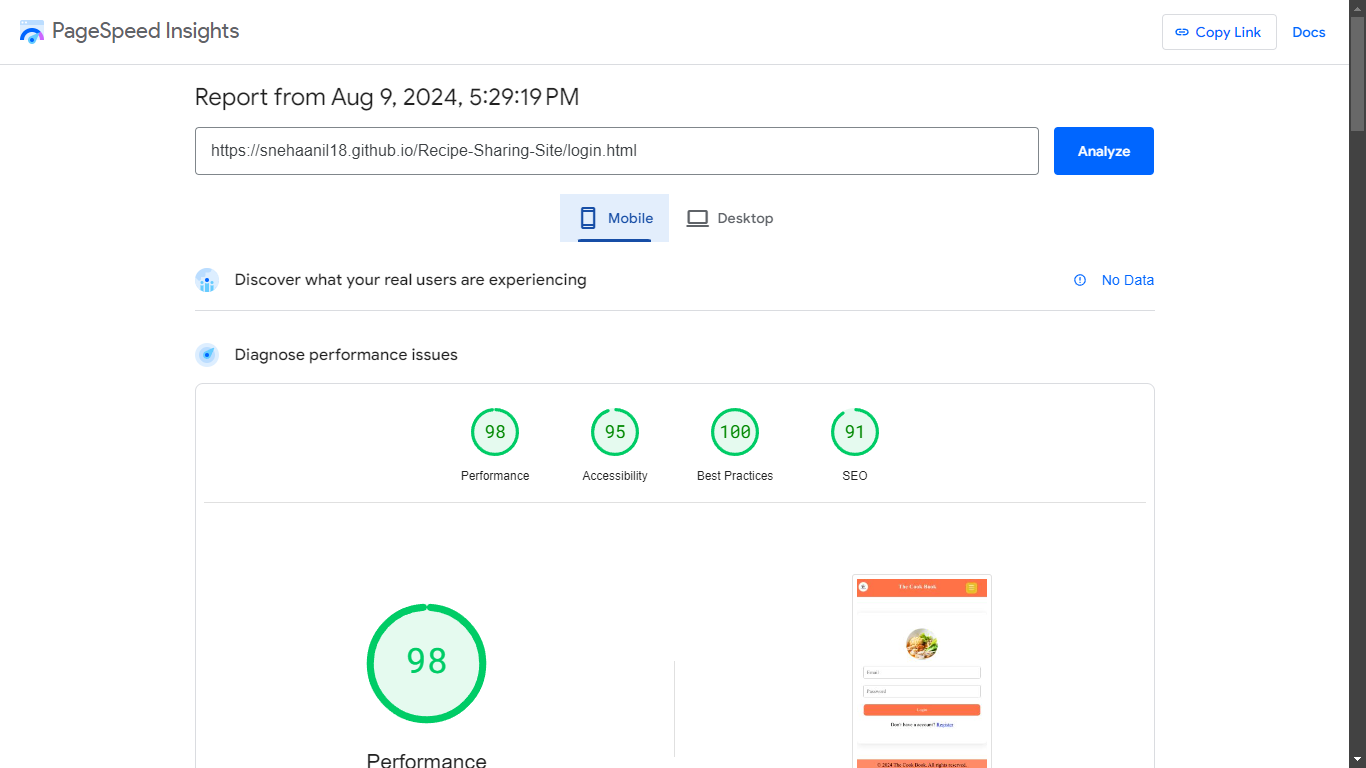 PageSpeed Insights
Copy Link
Docs
Report from Aug 9, 2024, 5:29:19 PM
https://snehaanil18.github.io/Recipe-Sharing-Site/login.html
Analyze
Mobile
Desktop
Discover what your real users are experiencing
No Data
Diagnose performance issues
98
95
100
91
Performance
Accessibility
Best Practices
SEO
98
Performance
The Cook Book
Email
Password
Login
Don't have a account? Register
© 2024 The Cook Book. All rights reserved.